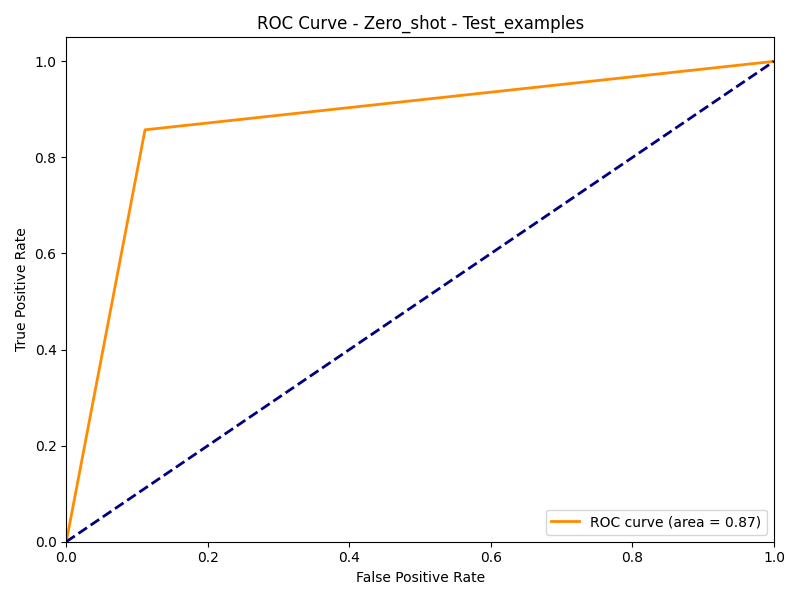 ROC Curve - Zero_shot - Test_examples
True Positive Rate
1.0
0.8
0.6
0.4
0.2
0.0
0.0 0.2 0.4 0.6 0.8 1.0
False Positive Rate
ROC curve (area = 0.87)